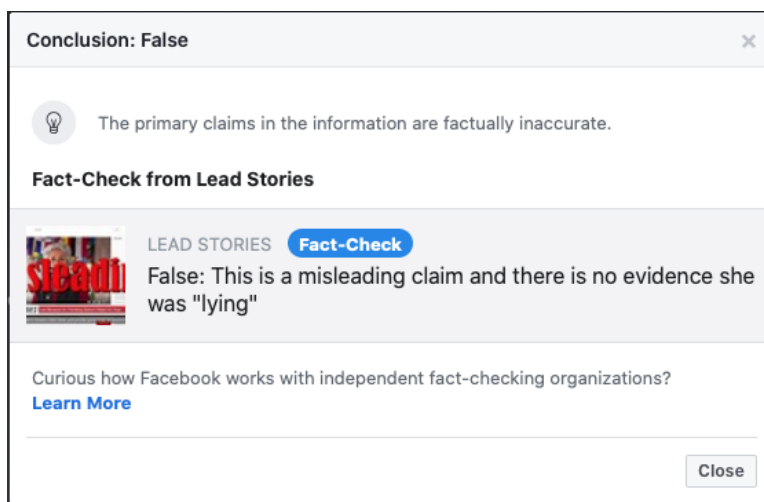 Conclusion: False
×
The primary claims in the information are factually inaccurate.
Fact-Check from Lead Stories
LEAD STORIES Fact-Check
False: This is a misleading claim and there is no evidence she
was "lying"
sleadi
Curious how Facebook works with independent fact-checking organizations?
Learn More
Close